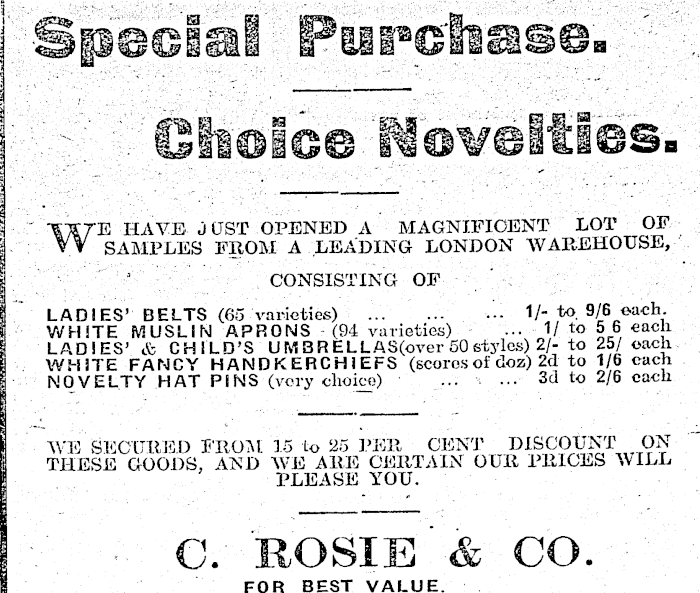 Special Purchase.
Choice Novelties.
WE HAVE JUST OPENED A MAGNIFICENT LOT OF
SAMPLES FROM A LEADING LONDON WAREHOUSE,
CONSISTING OF
LADIES' BELTS (65 varieties) ... ... ... 1/- to 9/6 each.
WHITE MUSLIN APRONS (94 varieties) ... 1/ to 5 6 each
LADIES' & CHILD'S UMBRELLAS (over 50 styles) 2/- to 25/ each
WHITE FANCY HANDKERCHIEFS (scores of doz) 2d to 1/6 each
NOVELTY HAT PINS (very choice) ... ... 3d to 2/6 each
WE SECURED FROM 15 to 25 PER CENT DISCOUNT ON
THESE GOODS, AND WE ARE CERTAIN OUR PRICES WILL
PLEASE YOU.
C. ROSIE & CO.
FOR BEST VALUE.